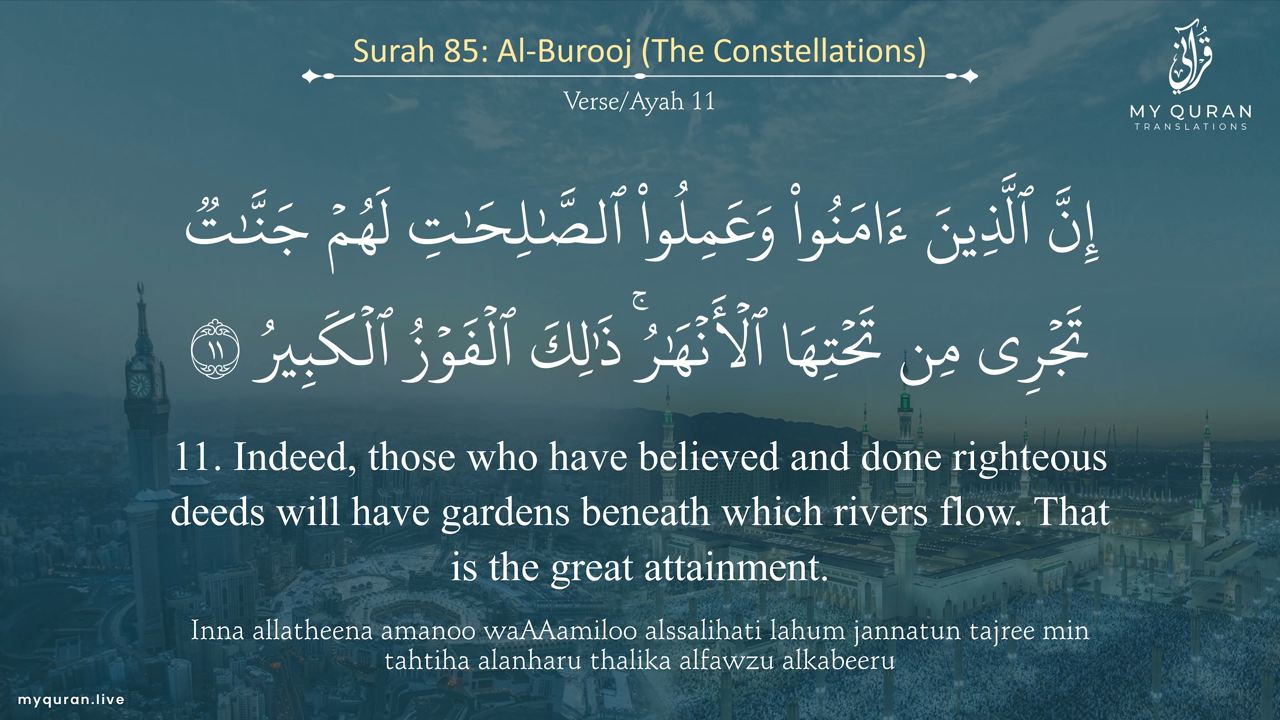 Surah 85: Al-Burooj (The Constellations)
Verse/Ayah 11
قرآني
MY QURAN
TRANSLATIONS
إِنَّ ٱلَّذِينَ ءَامَنُوا۟ وَعَمِلُوا۟ ٱلصَّـٰلِحَـٰتِ لَهُمْ جَنَّـٰتٌۭ
تَجْرِى مِن تَحْتِهَا ٱلْأَنْهَـٰرُ ۚ ذَٰلِكَ ٱلْفَوْزُ ٱلْكَبِيرُ ١١
11. Indeed, those who have believed and done righteous
deeds will have gardens beneath which rivers flow. That
is the great attainment.
Inna allatheena amanoo waAAamiloo alssalihati lahum jannatun tajree min
tahtiha alanharu thalika alfawzu alkabeeru
myquran.live